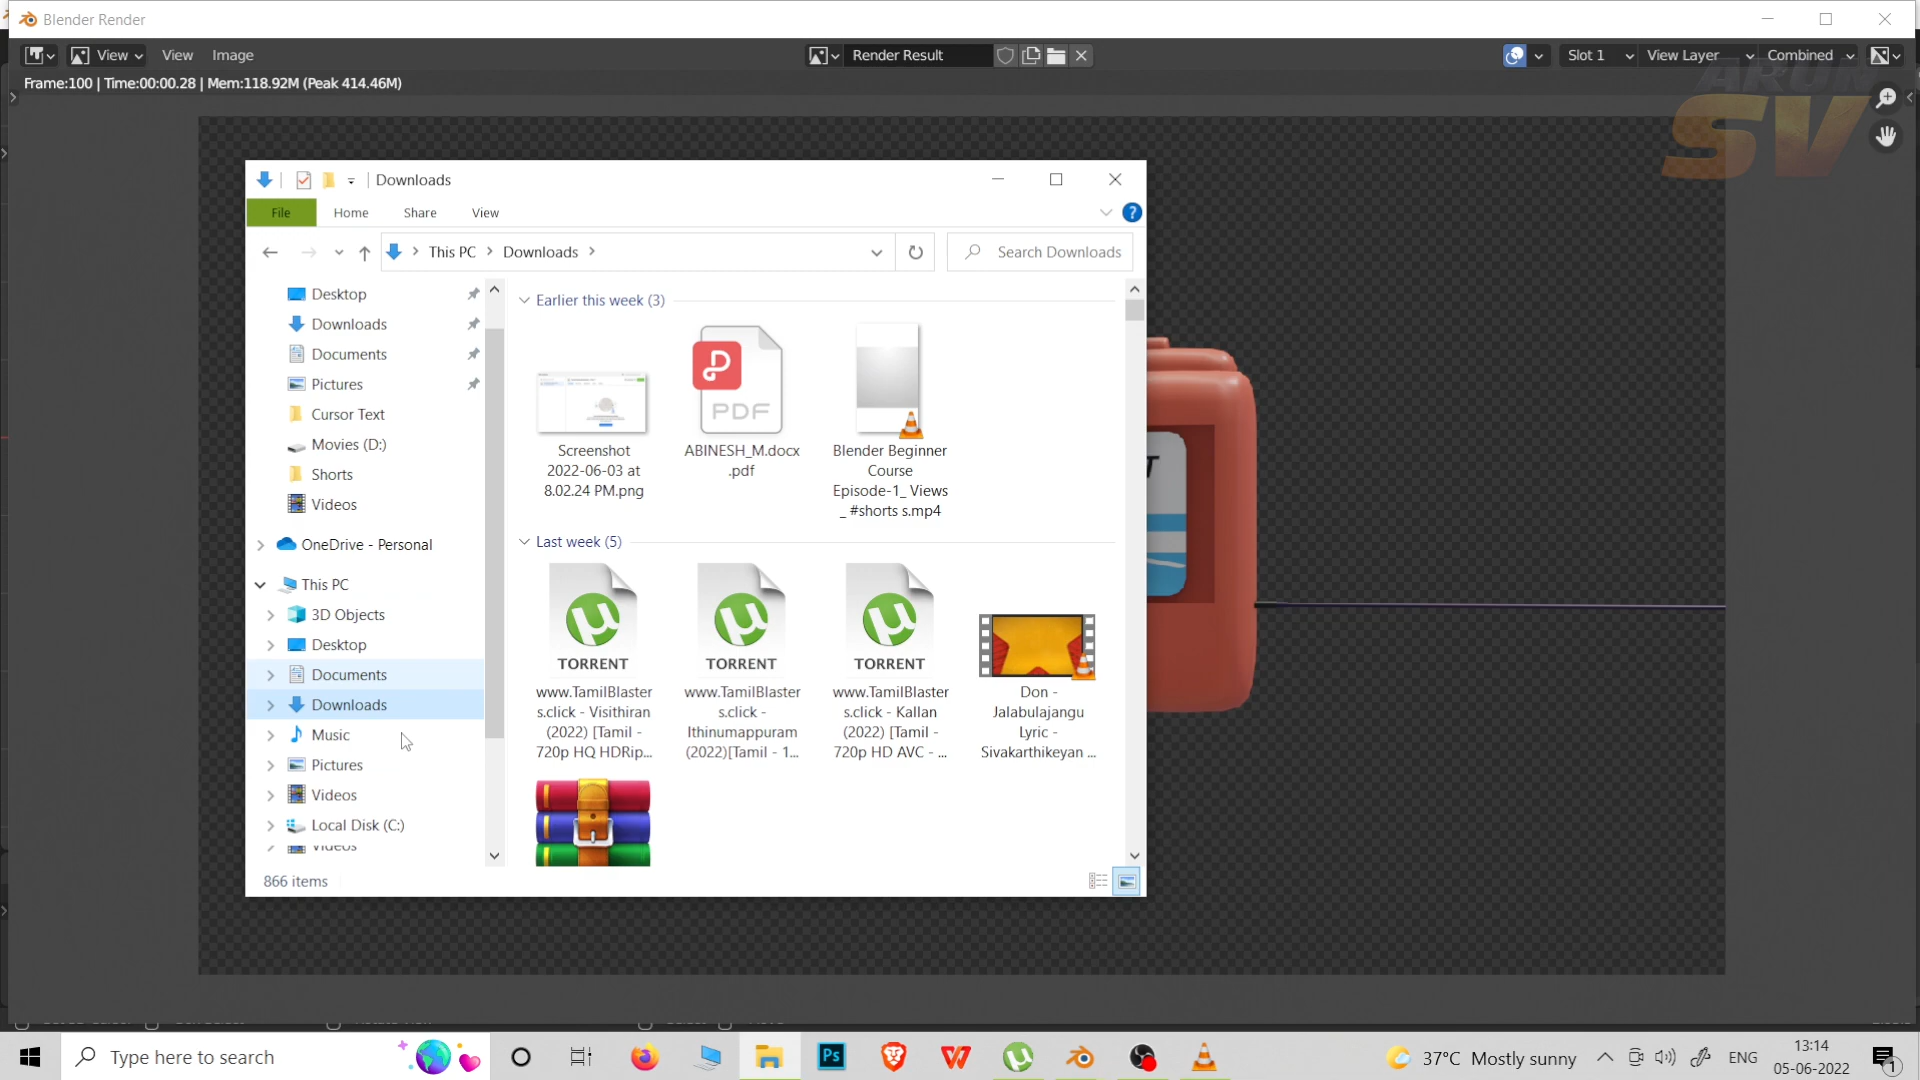 Blender Render
View
View
Image
Render Result
Slot 1
View Layer
Combined
Frame:100 | Time:00:00.28 | Mem:118.92M (Peak 414.46M)
ARUN
SV
Downloads
File
Home
Share
View
?
This PC
Downloads
Search Downloads
Desktop
Downloads
Documents
Pictures
Cursor Text
Movies (D:)
Shorts
Videos
OneDrive - Personal
This PC
3D Objects
Desktop
Documents
Downloads
Music
Pictures
Videos
Local Disk (C:)
Videos
Earlier this week (3)
PDF
Screenshot
2022-06-03 at
8.02.24 PM.png
ABINESH_M.docx
.pdf
Blender Beginner
Course
Episode-1_ Views
_ #shorts s.mp4
Last week (5)
TORRENT
TORRENT
TORRENT
www.TamilBlaster
s.click - Visithiran
(2022) [Tamil -
720p HQ HDRip...
www.TamilBlaster
s.click -
Ithinumappuram
(2022)[Tamil - 1...
www.TamilBlaster
s.click - Kallan
(2022) [Tamil -
720p HD AVC - ...
Don -
Jalabulajangu
Lyric -
Sivakarthikeyan ...
866 items
T
Type here to search
Ps
37°C Mostly sunny
ENG
13:14
05-06-2022
1